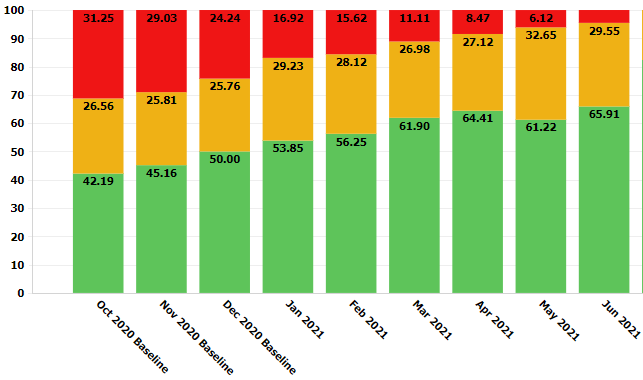 100
90
80
70
60
50
40
30
20
10
0
31.25 29.03 24.24 16.92 15.62 11.11 8.47 6.12
26.56 25.81 25.76 29.23 28.12 26.98 27.12 32.65 29.55
42.19 45.16 50.00 53.85 56.25 61.90 64.41 61.22 65.91
Oct 2020 Baseline
Nov 2020 Baseline
Dec 2020 Baseline
Jan 2021
Feb 2021
Mar 2021
Apr 2021
May 2021
Jun 2021